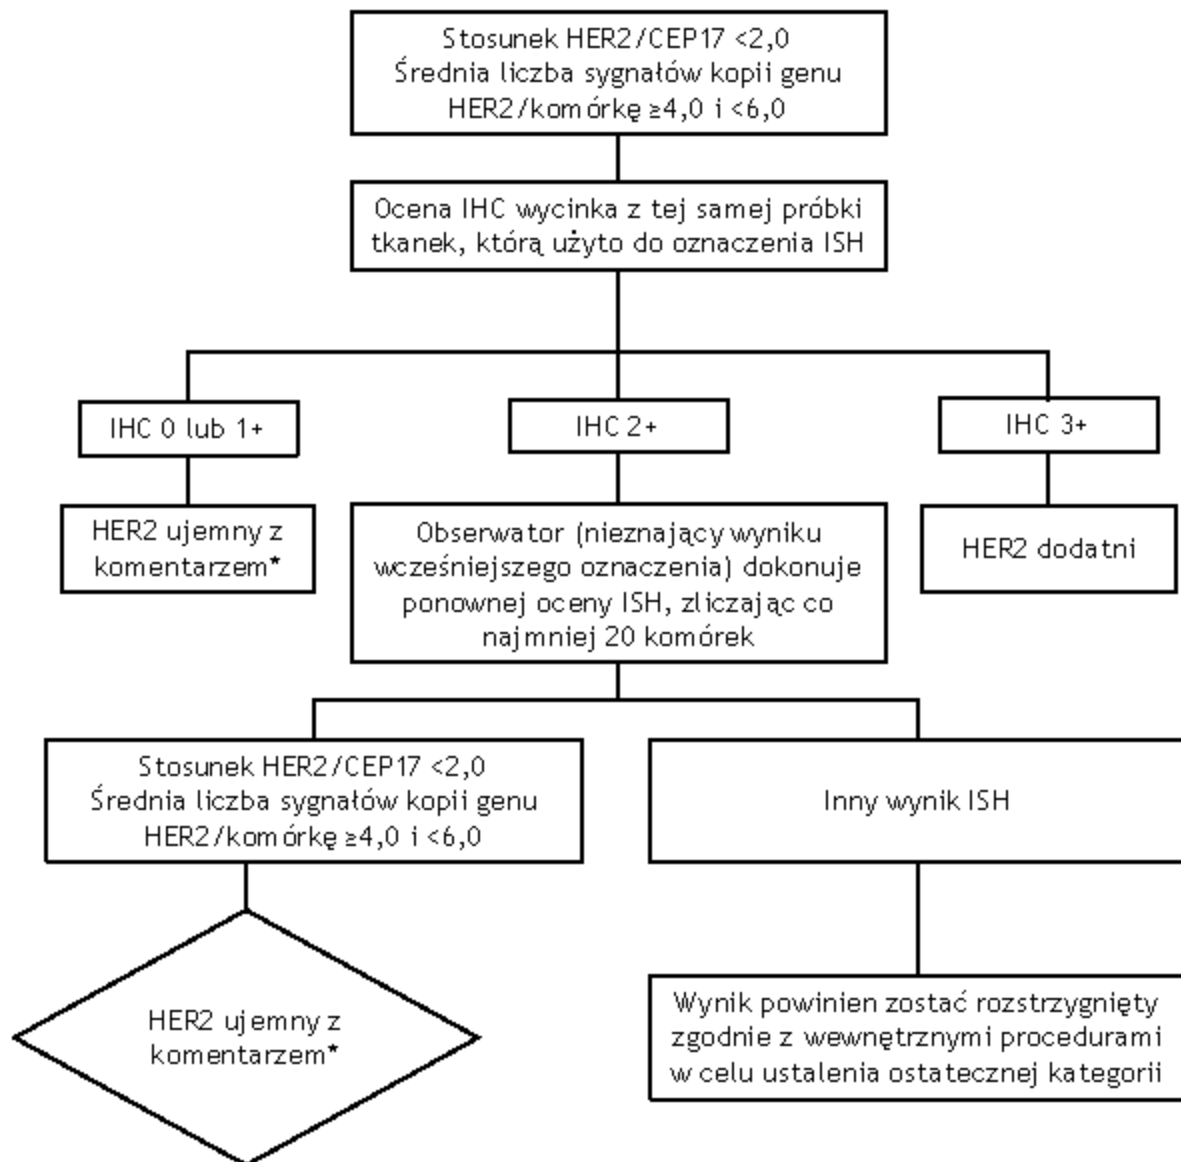 Stosunek HER2/CEP17 <2,0
Średnia liczba sygnałów kopii genu
HER2/komórkę ≥4,0 i <6,0
Ocena IHC wycinka z tej samej próbki
tkanek, którą użyto do oznaczenia ISH
IHC 0 lub 1+
IHC 2+
IHC 3+
HER2 ujemny z
komentarzem*
Obserwator (nieznający wyniku
wcześniejszego oznaczenia) dokonuje
ponownej oceny ISH, zliczając co
najmniej 20 komórek
HER2 dodatni
Stosunek HER2/CEP17 <2,0
Średnia liczba sygnałów kopii genu
HER2/komórkę ≥4,0 i <6,0
Inny wynik ISH
HER2 ujemny z
komentarzem*
Wynik powinien zostać rozstrzygnięty
zgodnie z wewnętrznymi procedurami
w celu ustalenia ostatecznej kategorii